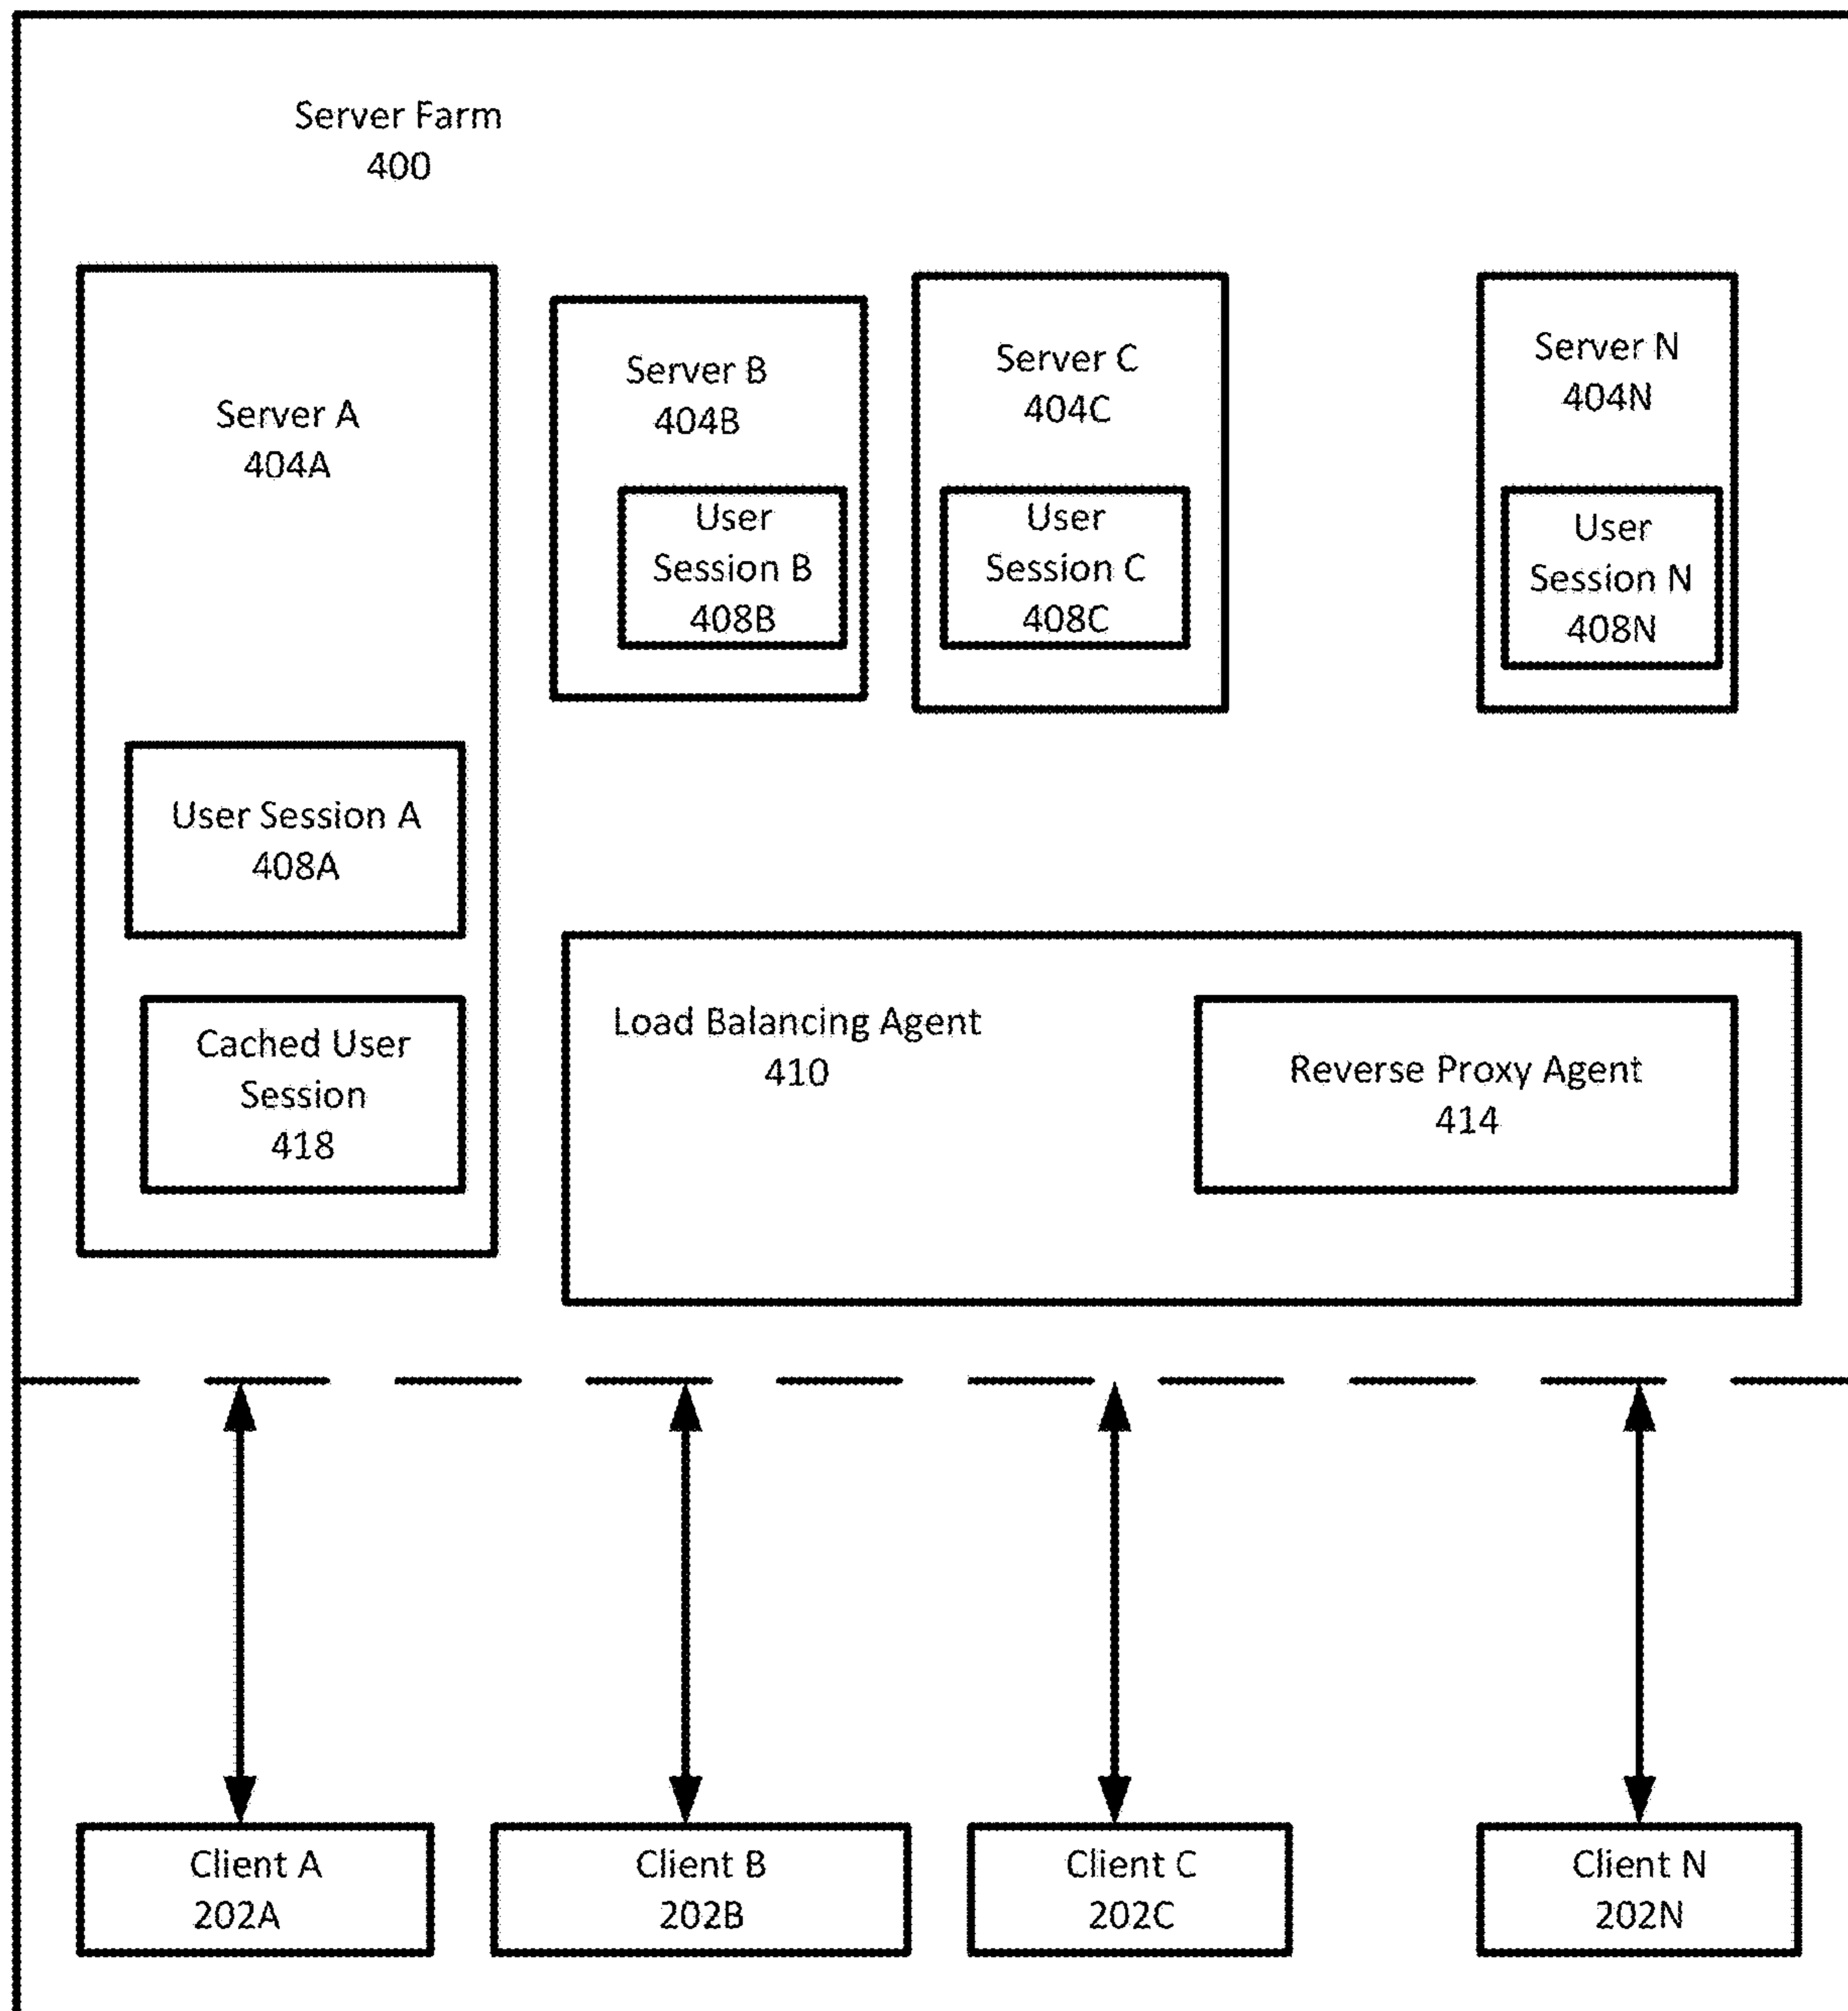 Server Farm
400
Server A
404A
User Session A
408A
Cached User
Session
418
Server B
404B
User
Session B
408B
Server C
404C
User
Session C
408C
Server N
404N
User
Session N
408N
Load Balancing Agent
410
Reverse Proxy Agent
414
Client A
202A
Client B
202B
Client C
202C
Client N
202N